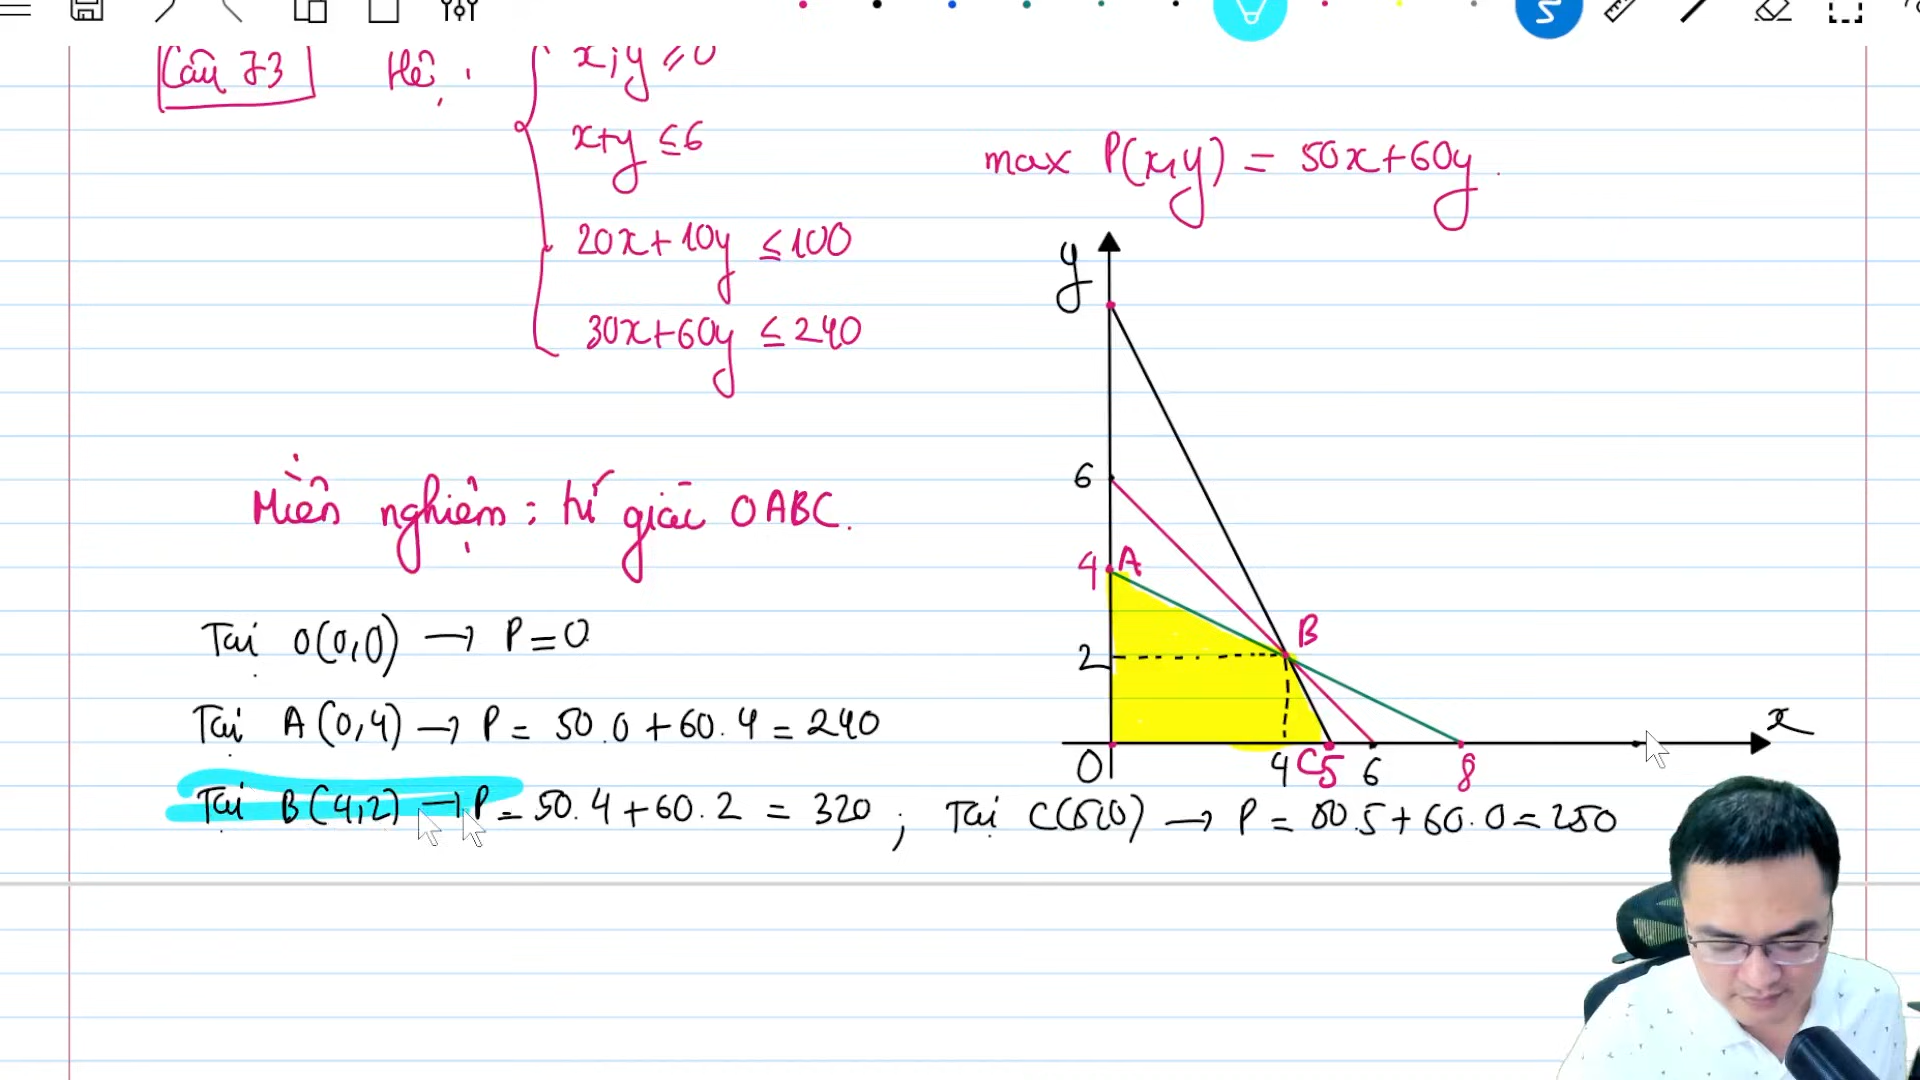 Câu 73 Hệ: x,y ≥ 0
x+y ≤ 6
max P(x,y) = 50x+60y.
20x+10y ≤ 100
30x+60y ≤ 240
y
6
Miền nghiệm: tứ giác OABC.
4 A
B
2
Tại O(0,0) → P=0
Tại A(0,4) → P = 50.0+60.4 = 240
x
0 4 C 5 6 8
Tại B(4,2) → P = 50.4+60.2 = 320 ; Tại C(5,0) → P = 50.5+60.0=250